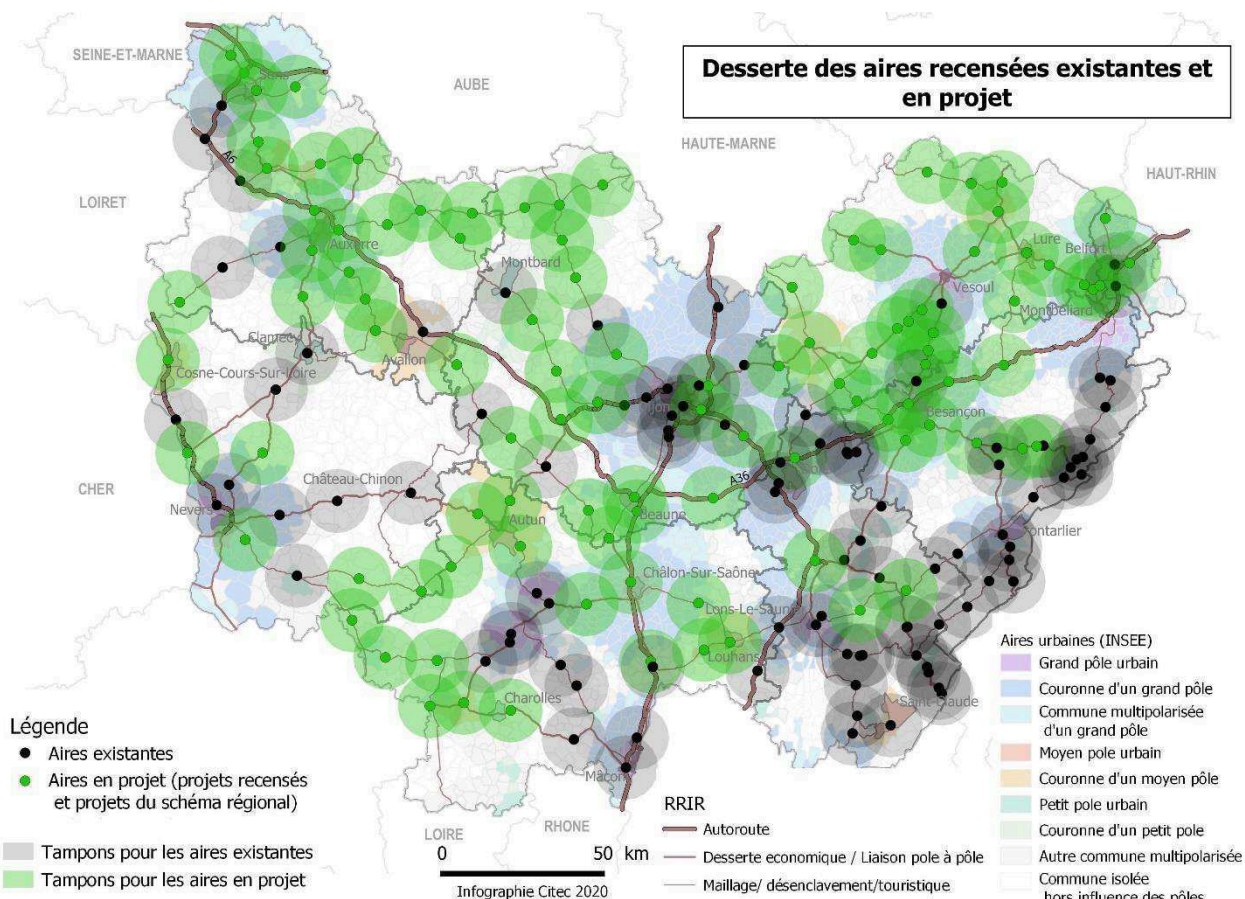 Desserte des aires recensées existantes et
en projet
SEINE-ET-MARNE
AUBE
HAUTE-MARNE
HAUT-RHIN
LOIRET
CHER
LOIRE
RHONE
Sens
A6
Auxerre
Montbard
Lure
Belfort
Vesoul
Montbéliard
Clamecy
Avallon
Cosne-Cours-Sur-Loire
Besançon
Château-Chinon
A36
Nevers
Autun
Beaune
Châlon-Sur-Saône
Lons-Le-Saunier
Louhans
Charolles
Saint-Claude
Mâcon
Légende
Aires existantes
Aires en projet (projets recensés
et projets du schéma régional)
Tampons pour les aires existantes
Tampons pour les aires en projet
0 50 km
Infographie Citec 2020
RRIR
Autoroute
Desserte economique / Liaison pole à pôle
Maillage/ désenclavement/touristique
Aires urbaines (INSEE)
Grand pôle urbain
Couronne d'un grand pôle
Commune multipolarisée
d'un grand pôle
Moyen pole urbain
Couronne d'un moyen pôle
Petit pole urbain
Couronne d'un petit pole
Autre commune multipolarisée
Commune isolée
hors influence des pôles